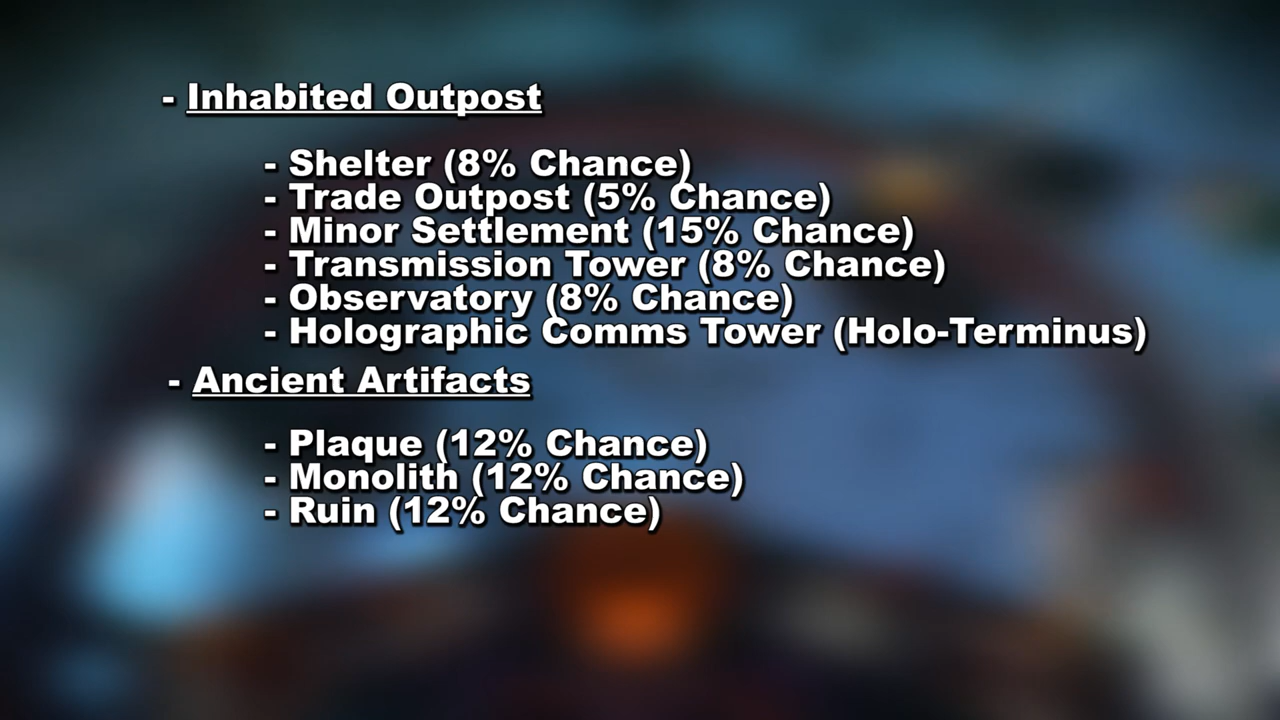 - Inhabited Outpost
- Shelter (8% Chance)
- Trade Outpost (5% Chance)
- Minor Settlement (15% Chance)
- Transmission Tower (8% Chance)
- Observatory (8% Chance)
- Holographic Comms Tower (Holo-Terminus)
- Ancient Artifacts
- Plaque (12% Chance)
- Monolith (12% Chance)
- Ruin (12% Chance)